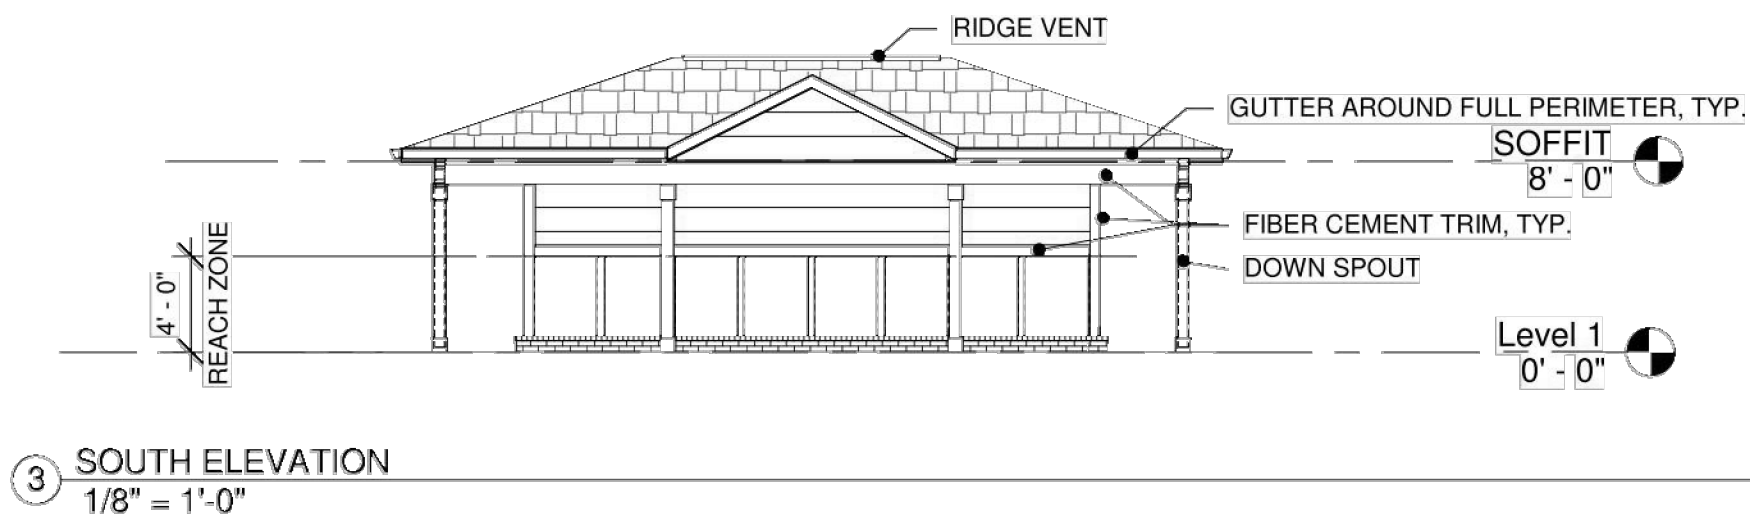 RIDGE VENT
GUTTER AROUND FULL PERIMETER, TYP.
SOFFIT
8' - 0"
FIBER CEMENT TRIM, TYP.
DOWN SPOUT
4' - 0"
REACH ZONE
Level 1
0' - 0"
3
SOUTH ELEVATION
1/8" = 1'-0"